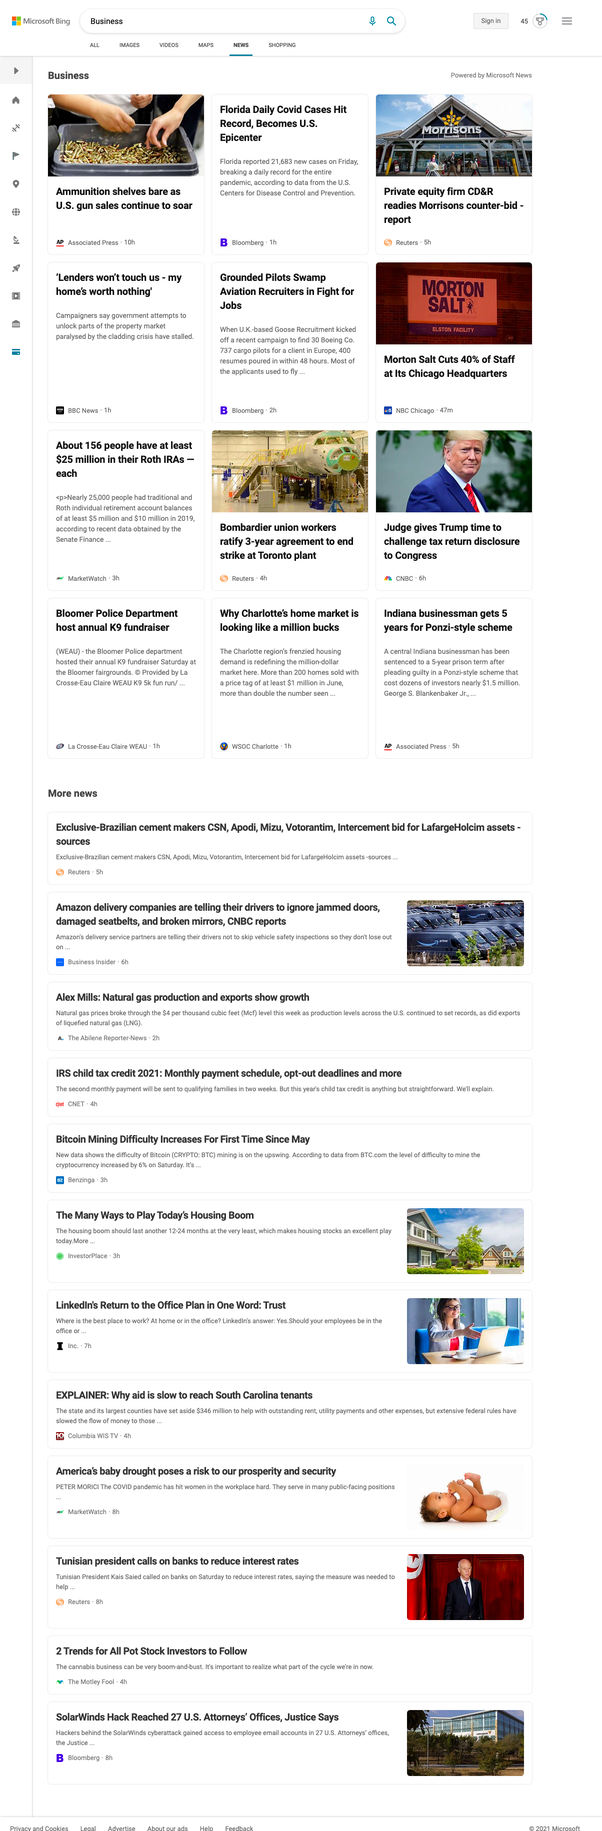 Microsoft Bing
Business
Sign in
45
ALL
IMAGES
VIDEOS
MAPS
NEWS
SHOPPING
Business
Powered by Microsoft News
Ammunition shelves bare as
U.S. gun sales continue to soar
AP Associated Press · 10h
Florida Daily Covid Cases Hit
Record, Becomes U.S.
Epicenter
Florida reported 21,683 new cases on Friday,
breaking a daily record for the entire
pandemic, according to data from the U.S.
Centers for Disease Control and Prevention.
B Bloomberg · 1h
Morrisons
Private equity firm CD&R
readies Morrisons counter-bid -
report
Reuters · 5h
'Lenders won't touch us - my
home's worth nothing'
Campaigners say government attempts to
unlock parts of the property market
paralysed by the cladding crisis have stalled.
BBC News · 1h
Grounded Pilots Swap
Aviation Recruiters in Fight for
Jobs
When U.K.-based Goose Recruitment kicked
off a recent campaign to find 30 Boeing Co.
737 cargo pilots for a client in Europe, 400
resumes poured in within 48 hours. Most of
the applicants used to fly ...
B Bloomberg · 2h
MORTON
SALT
ELSTON FACILITY
Morton Salt Cuts 40% of Staff
at Its Chicago Headquarters
NBC Chicago · 47m
About 156 people have at least
$25 million in their Roth IRAs —
each
<p>Nearly 25,000 people had traditional and
Roth individual retirement account balances
of at least $5 million and $10 million in 2019,
according to recent data obtained by the
Senate Finance ...
MarketWatch · 3h
Bombardier union workers
ratify 3-year agreement to end
strike at Toronto plant
Reuters · 4h
Judge gives Trump time to
challenge tax return disclosure
to Congress
CNBC · 6h
Bloomer Police Department
host annual K9 fundraiser
(WEAU) - the Bloomer Police department
hosted their annual K9 fundraiser Saturday at
the Bloomer fairgrounds. © Provided by La
Crosse-Eau Claire WEAU K9 5k fun run/ ...
La Crosse-Eau Claire WEAU · 1h
Why Charlotte's home market is
looking like a million bucks
The Charlotte region's frenzied housing
demand is redefining the million-dollar
market here. More than 200 homes sold with
a price tag of at least $1 million in June,
more than double the number seen ...
WSOC Charlotte · 1h
Indiana businessman gets 5
years for Ponzi-style scheme
A central Indiana businessman has been
sentenced to a 5-year prison term after
pleading guilty in a Ponzi-style scheme that
cost dozens of investors nearly $1.5 million.
George S. Blankenbaker Jr., ...
AP Associated Press · 5h
More news
Exclusive-Brazilian cement makers CSN, Apodi, Mizu, Votorantim, Intercement bid for LafargeHolcim assets -
sources
Exclusive-Brazilian cement makers CSN, Apodi, Mizu, Votorantim, Intercement bid for LafargeHolcim assets -sources ...
Reuters · 5h
Amazon delivery companies are telling their drivers to ignore jammed doors,
damaged seatbelts, and broken mirrors, CNBC reports
Amazon's delivery service partners are telling their drivers not to skip vehicle safety inspections so they don't lose out
on ...
Business Insider · 6h
Alex Mills: Natural gas production and exports show growth
Natural gas prices broke through the $4 per thousand cubic feet (Mcf) level this week as production levels across the U.S. continued to set records, as did exports
of liquefied natural gas (LNG).
The Abilene Reporter-News · 2h
IRS child tax credit 2021: Monthly payment schedule, opt-out deadlines and more
The second monthly payment will be sent to qualifying families in two weeks. But this year's child tax credit is anything but straightforward. We'll explain.
CNET · 4h
Bitcoin Mining Difficulty Increases For First Time Since May
New data shows the difficulty of Bitcoin (CRYPTO: BTC) mining is on the upswing. According to data from BTC.com the level of difficulty to mine the
cryptocurrency increased by 6% on Saturday. It's ...
Benzinga · 3h
The Many Ways to Play Today's Housing Boom
The housing boom should last another 12-24 months at the very least, which makes housing stocks an excellent play
today.More ...
InvestorPlace · 3h
LinkedIn's Return to the Office Plan in One Word: Trust
Where is the best place to work? At home or in the office? LinkedIn's answer: Yes.Should your employees be in the
office or ...
Inc. · 7h
EXPLAINER: Why aid is slow to reach South Carolina tenants
The state and its largest counties have set aside $346 million to help with outstanding rent, utility payments and other expenses, but extensive federal rules have
slowed the flow of money to those ...
Columbia WIS TV · 4h
America's baby drought poses a risk to our prosperity and security
PETER MORICI The COVID pandemic has hit women in the workplace hard. They serve in many public-facing positions
...
MarketWatch · 8h
Tunisian president calls on banks to reduce interest rates
Tunisian President Kais Saied called on banks on Saturday to reduce interest rates, saying the measure was needed to
help ...
Reuters · 8h
2 Trends for All Pot Stock Investors to Follow
The cannabis business can be very boom-and-bust. It's important to realize what part of the cycle we're in now.
The Motley Fool · 4h
SolarWinds Hack Reached 27 U.S. Attorneys' Offices, Justice Says
Hackers behind the SolarWinds cyberattack gained access to employee email accounts in 27 U.S. Attorneys' offices,
the Justice ...
B Bloomberg · 8h
Privacy and Cookies
Legal
Advertise
About our ads
Help
Feedback
© 2021 Microsoft